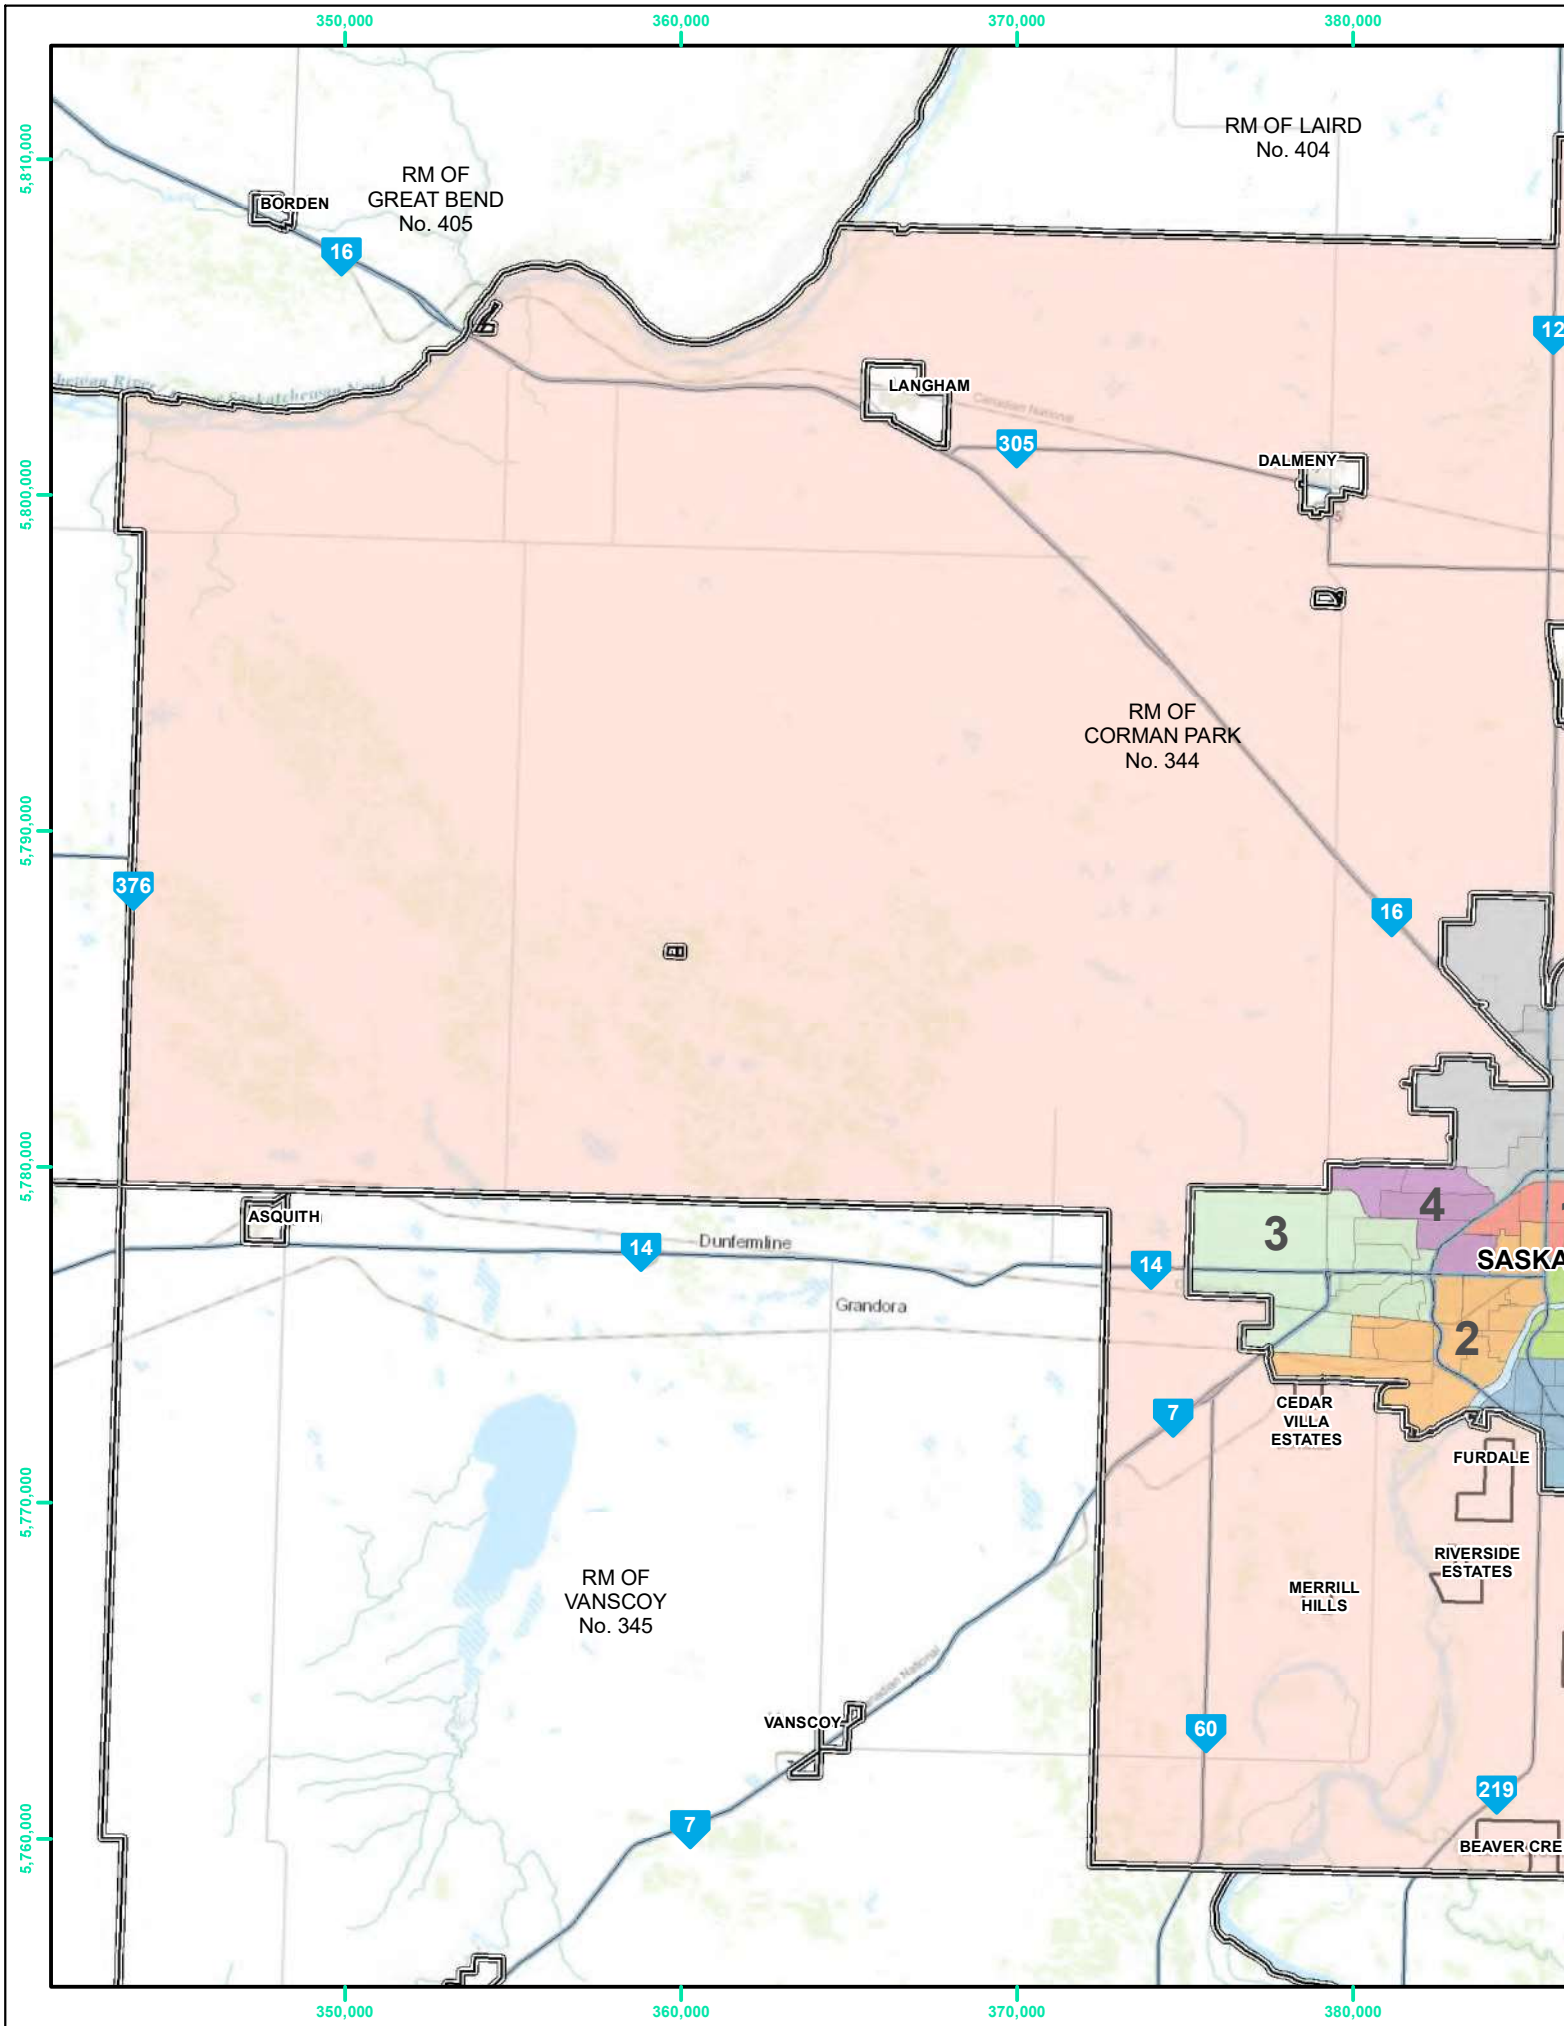 350,000
360,000
370,000
380,000
5,810,000
RM OF LAIRD
No. 404
RM OF
GREAT BEND
No. 405
BORDEN
16
12
LANGHAM
Canadian National
305
DALMENY
5,800,000
RM OF
CORMAN PARK
No. 344
5,790,000
376
16
5,780,000
3
4
ASQUITH
14
Dunfermline
14
SASKA
Grandora
2
7
CEDAR
VILLA
ESTATES
FURDALE
5,770,000
RIVERSIDE
ESTATES
MERRILL
HILLS
RM OF
VANSCOY
No. 345
Canadian National
VANSCOY
60
219
7
5,760,000
BEAVER CRE
350,000
360,000
370,000
380,000